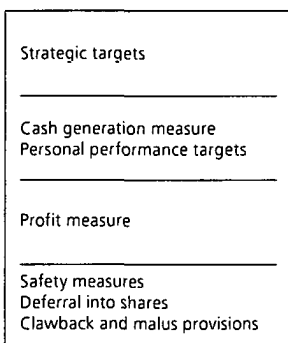 Strategic targets
Cash generation measure
Personal performance targets
Profit measure
Safety measures
Deferral into shares
Clawback and malus provisions